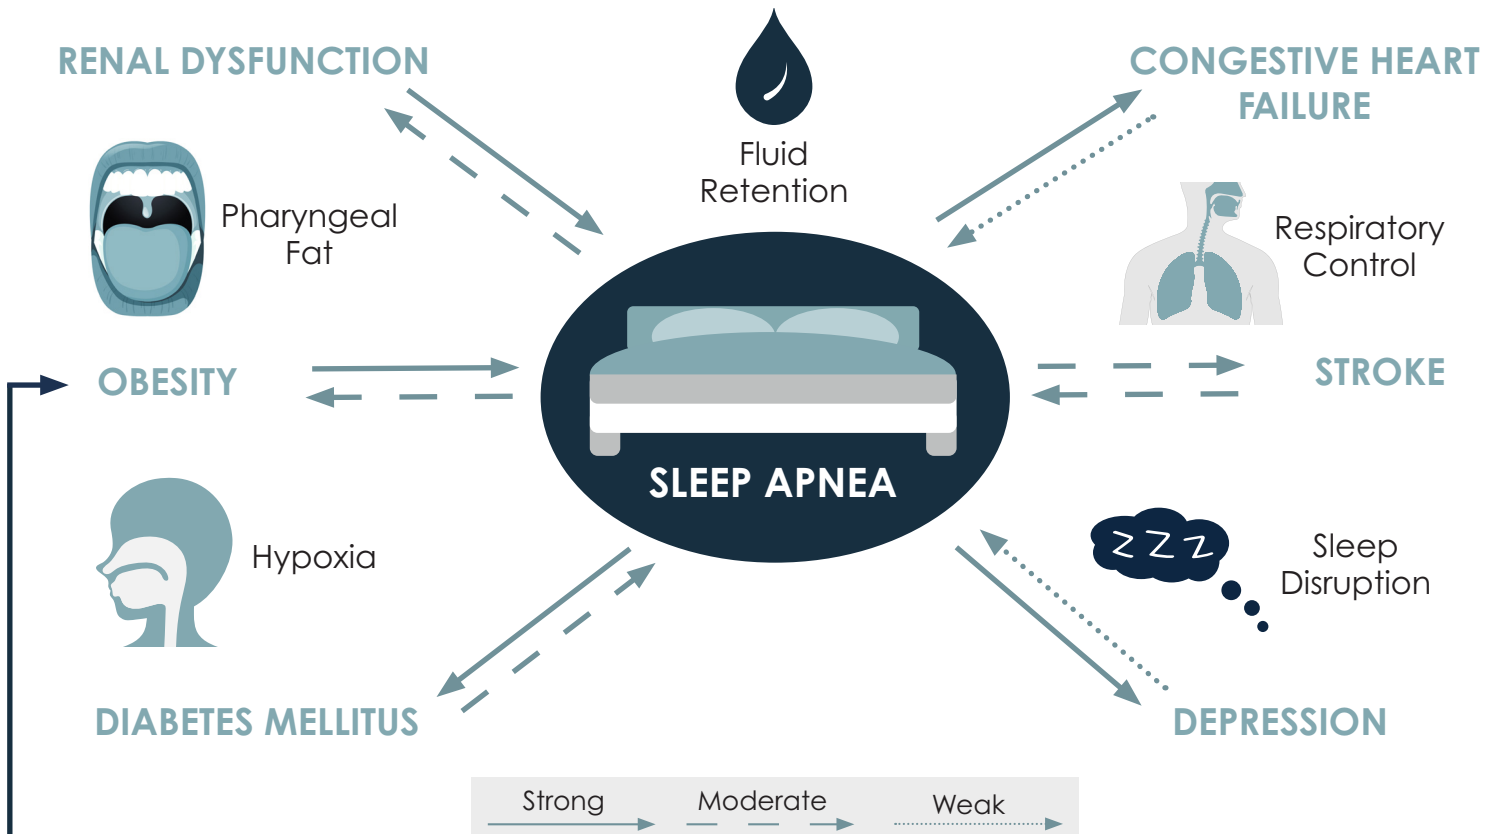 RENAL DYSFUNCTION
Fluid
Retention
CONGESTIVE HEART
FAILURE
Pharyngeal
Fat
Respiratory
Control
OBESITY
STROKE
SLEEP APNEA
Hypoxia
ZZZ
Sleep
Disruption
DIABETES MELLITUS
DEPRESSION
Strong
Moderate
Weak